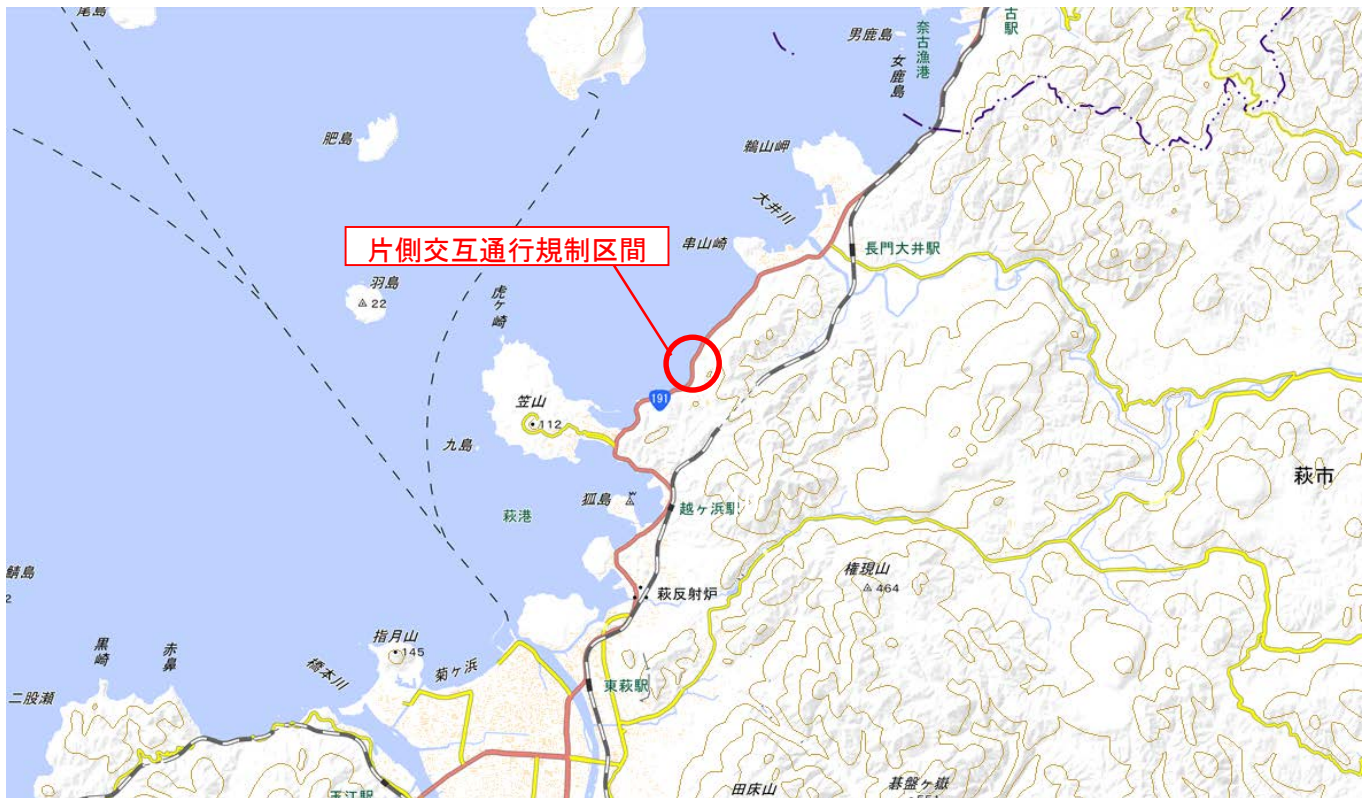 尾島
男鹿島
奈古漁港
古駅
女鹿島
肥島
鵜山岬
大井川
串山崎
長門大井駅
片側交互通行規制区間
羽島
22
虎ヶ崎
191
笠山
112
九島
狐島
越ヶ浜駅
萩港
萩市
権現山
464
萩反射炉
鯖島
2
指月山
145
黒崎
赤鼻
橋本川
菊ヶ浜
東萩駅
二股瀬
田床山
碁盤ヶ嶽
玉江駅